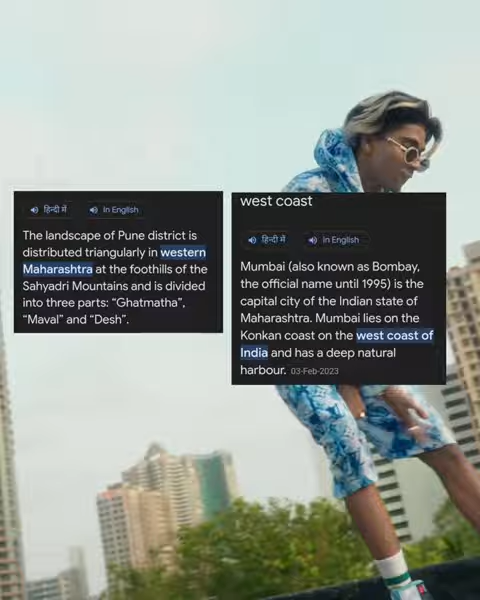 हिन्दी में In English
The landscape of Pune district is
distributed triangularly in western
Maharashtra at the foothills of the
Sahyadri Mountains and is divided
into three parts: “Ghatmatha”,
“Maval” and “Desh”.
west coast
हिन्दी में In English
Mumbai (also known as Bombay,
the official name until 1995) is the
capital city of the Indian state of
Maharashtra. Mumbai lies on the
Konkan coast on the west coast of
India and has a deep natural
harbour. 03-Feb-2023